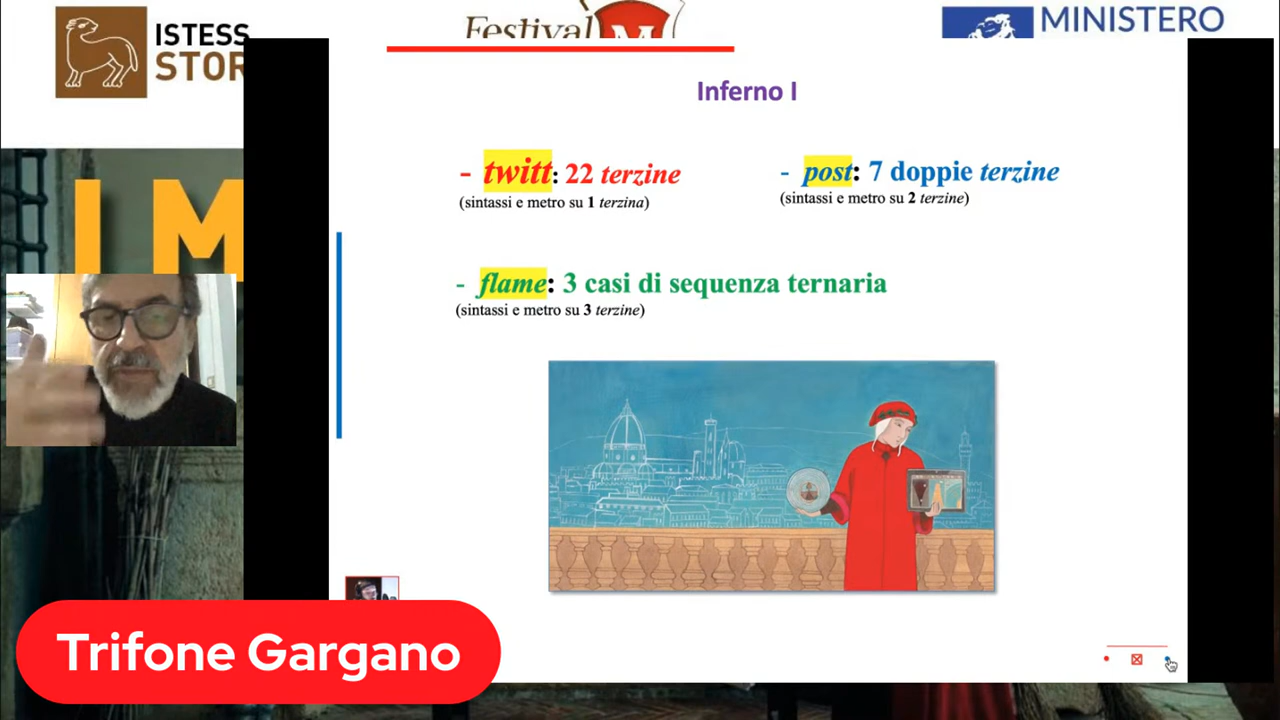 ISTESS
STOR
Festival
M
MINISTERO
I M
Inferno I
- twitt: 22 terzine
(sintassi e metro su 1 terzina)
- post: 7 doppie terzine
(sintassi e metro su 2 terzine)
- flame: 3 casi di sequenza ternaria
(sintassi e metro su 3 terzine)
Trifone Gargano